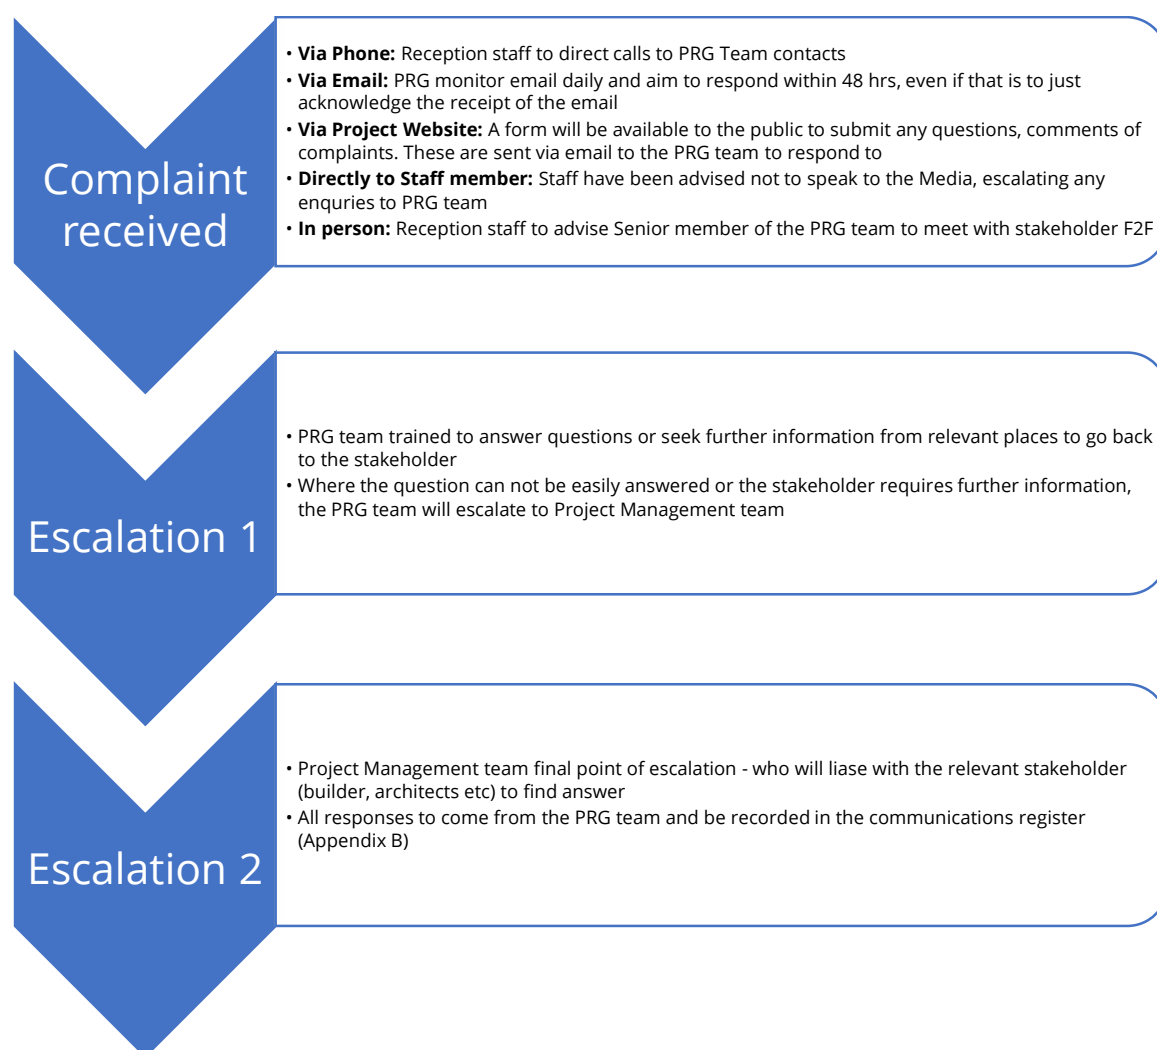 Complaint
received
• Via Phone: Reception staff to direct calls to PRG Team contacts
• Via Email: PRG monitor email daily and aim to respond within 48 hrs, even if that is to just
acknowledge the receipt of the email
• Via Project Website: A form will be available to the public to submit any questions, comments of
complaints. These are sent via email to the PRG team to respond to
• Directly to Staff member: Staff have been advised not to speak to the Media, escalating any
enquries to PRG team
• In person: Reception staff to advise Senior member of the PRG team to meet with stakeholder F2F
Escalation 1
• PRG team trained to answer questions or seek further information from relevant places to go back
to the stakeholder
• Where the question can not be easily answered or the stakeholder requires further information,
the PRG team will escalate to Project Management team
Escalation 2
• Project Management team final point of escalation - who will liase with the relevant stakeholder
(builder, architects etc) to find answer
• All responses to come from the PRG team and be recorded in the communications register
(Appendix B)